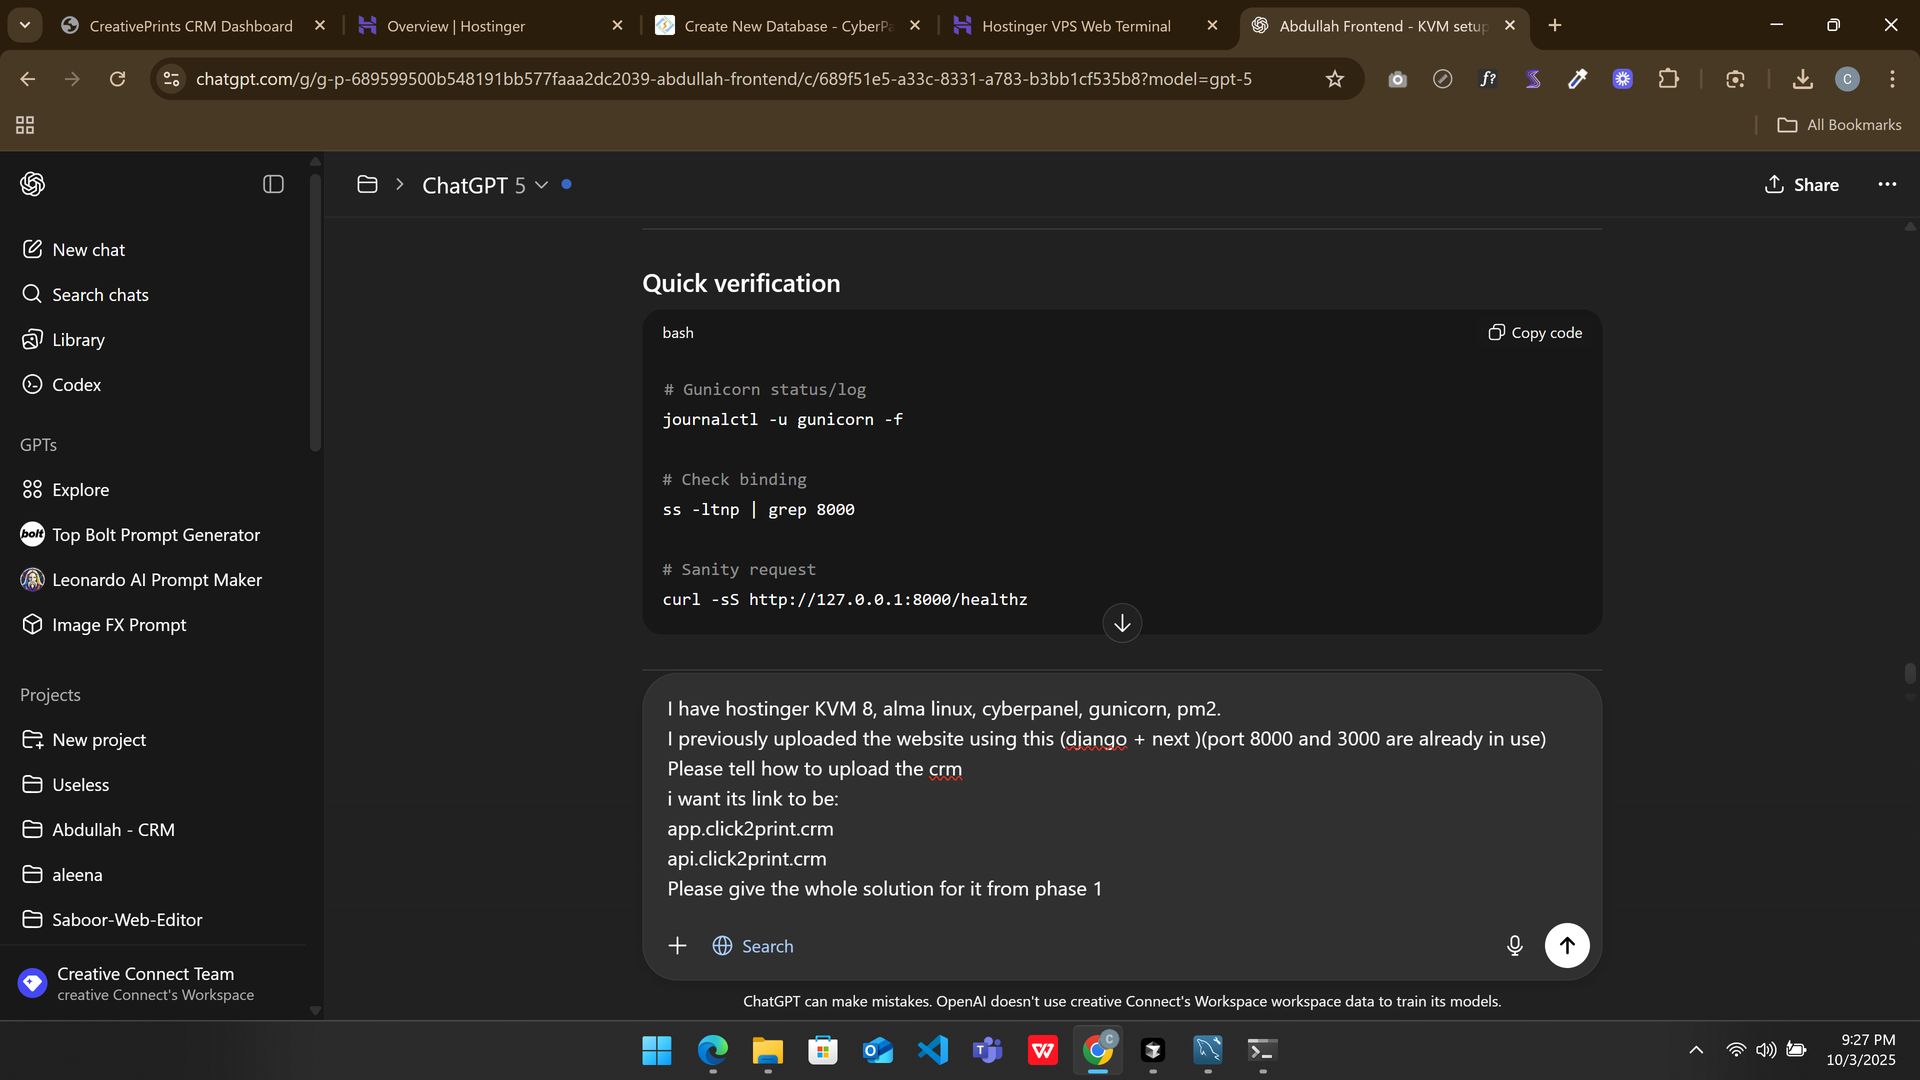 CreativePrints CRM Dashboard
Overview | Hostinger
Create New Database - CyberPa
Hostinger VPS Web Terminal
Abdullah Frontend - KVM setup
chatgpt.com/g/g-p-689599500b548191bb577faaa2dc2039-abdullah-frontend/c/689f51e5-a33c-8331-a783-b3bb1cf535b8?model=gpt-5
f?
C
All Bookmarks
ChatGPT 5
Share
New chat
Search chats
Library
Codex
GPTs
Explore
bolt
Top Bolt Prompt Generator
Leonardo AI Prompt Maker
Image FX Prompt
Projects
New project
Useless
Abdullah - CRM
aleena
Saboor-Web-Editor
Creative Connect Team
creative Connect's Workspace
Quick verification
bash
Copy code
# Gunicorn status/log
journalctl -u gunicorn -f
# Check binding
ss -ltnp | grep 8000
# Sanity request
curl -sS http://127.0.0.1:8000/healthz
I have hostinger KVM 8, alma linux, cyberpanel, gunicorn, pm2.
I previously uploaded the website using this (django + next )(port 8000 and 3000 are already in use)
Please tell how to upload the crm
i want its link to be:
app.click2print.crm
api.click2print.crm
Please give the whole solution for it from phase 1
Search
ChatGPT can make mistakes. OpenAI doesn't use creative Connect's Workspace workspace data to train its models.
W
C
9:27 PM
10/3/2025